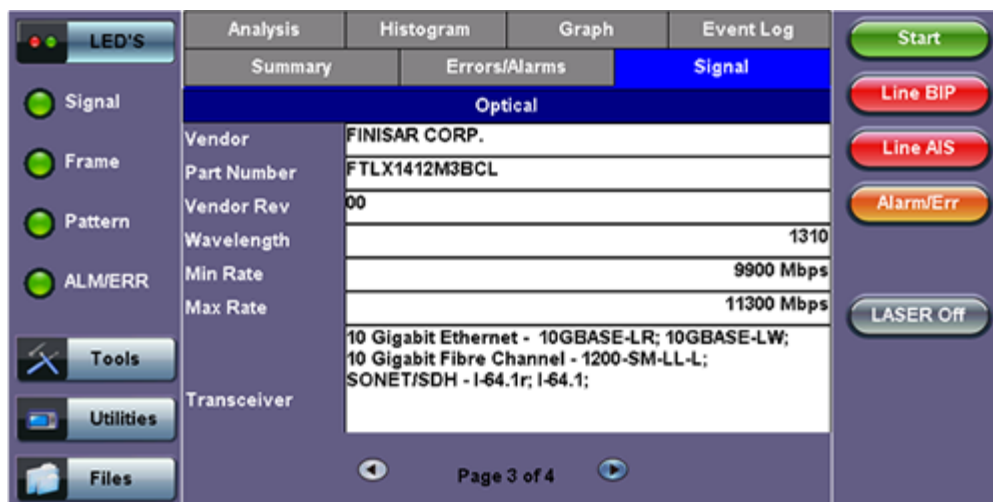 LED'S
Signal
Frame
Pattern
ALM/ERR
Tools
Utilities
Files
Analysis Histogram Graph Event Log
Summary Errors/Alarms Signal
Optical
Vendor FINISAR CORP.
Part Number FTLX1412M3BCL
Vendor Rev 00
Wavelength 1310
Min Rate 9900 Mbps
Max Rate 11300 Mbps
Transceiver
10 Gigabit Ethernet - 10GBASE-LR; 10GBASE-LW;
10 Gigabit Fibre Channel - 1200-SM-LL-L;
SONET/SDH - I-64.1r; I-64.1;
Page 3 of 4
Start
Line BIP
Line AIS
Alarm/Err
LASER Off